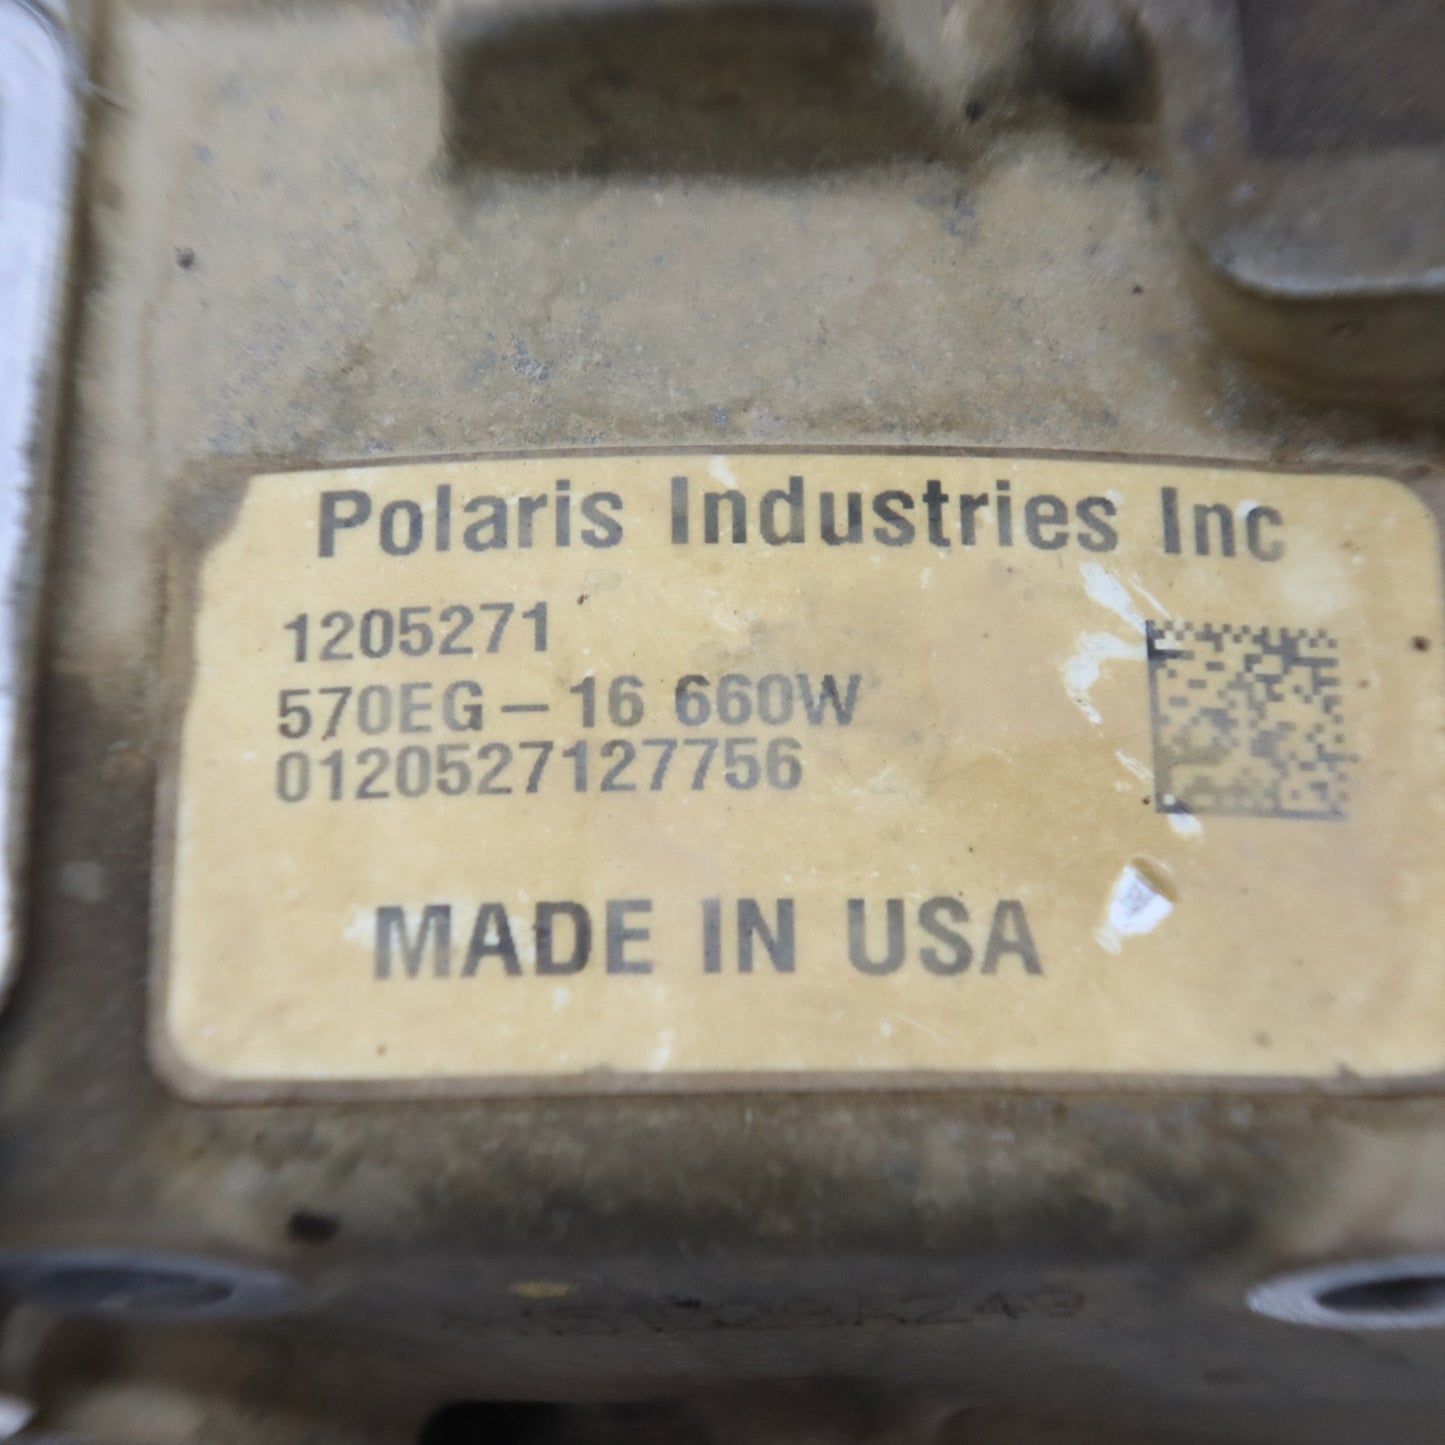 Polaris Industries Inc
1205271
570EG-16 660W
0120527127756
MADE IN USA